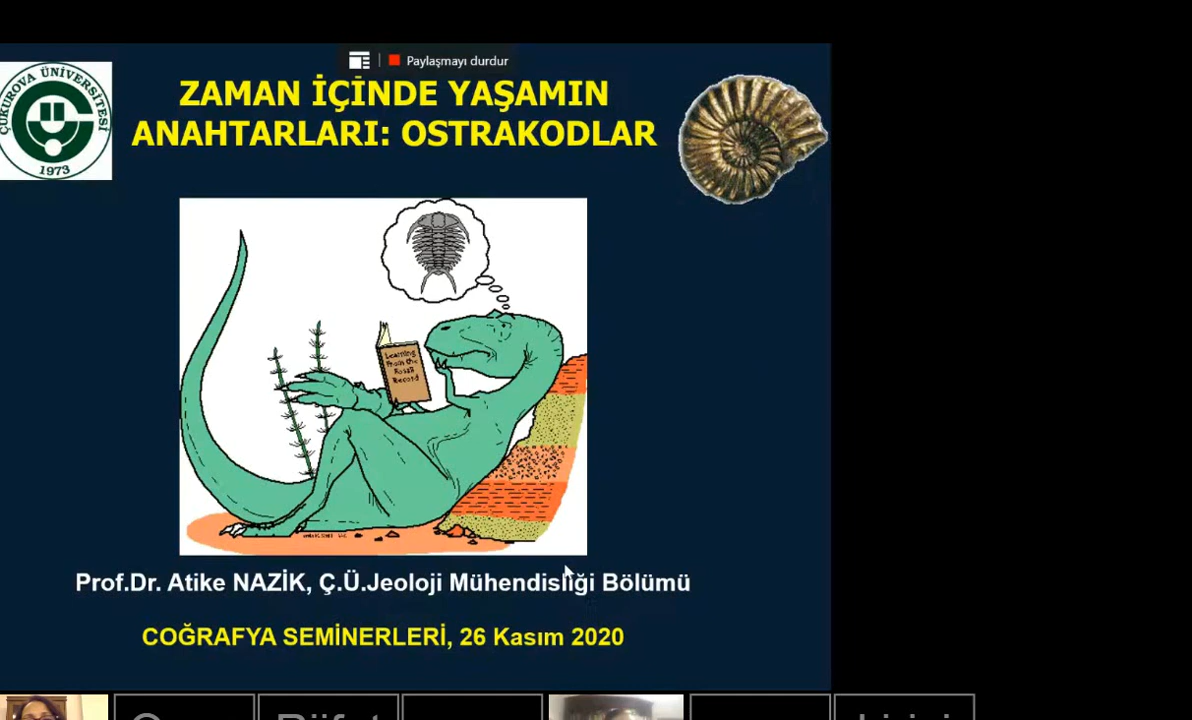 Paylaşmayı durdur
ÇUKUROVA ÜNİVERSİTESİ
1973
ZAMAN İÇİNDE YAŞAMIN
ANAHTARLARI: OSTRAKODLAR
Learning
From the
Fossil
Record
Prof.Dr. Atike NAZİK, Ç.Ü.Jeoloji Mühendisliği Bölümü
COĞRAFYA SEMİNERLERİ, 26 Kasım 2020